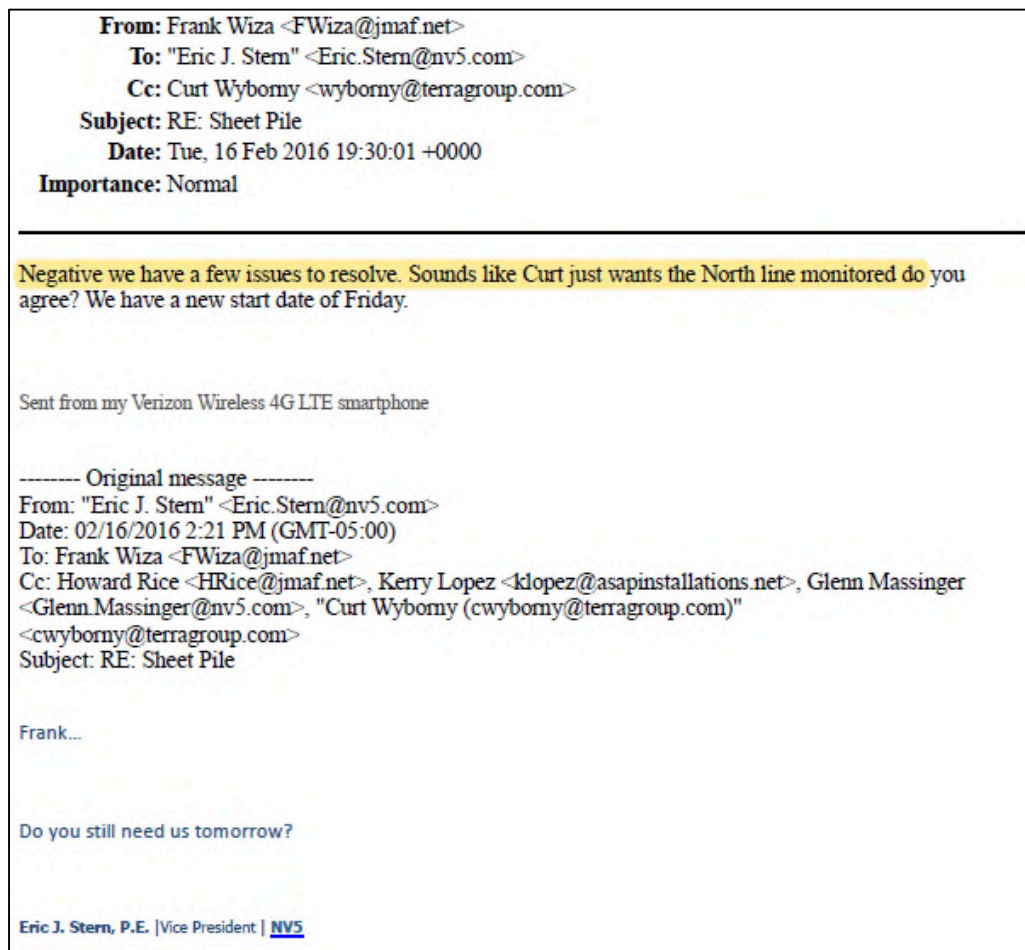 From: Frank Wiza <FWiza@jmaf.net>
To: "Eric J. Stern" <Eric.Stern@nv5.com>
Cc: Curt Wyborny <wyborny@terragroup.com>
Subject: RE: Sheet Pile
Date: Tue, 16 Feb 2016 19:30:01 +0000
Importance: Normal
Negative we have a few issues to resolve. Sounds like Curt just wants the North line monitored do you
agree? We have a new start date of Friday.
Sent from my Verizon Wireless 4G LTE smartphone
-------- Original message --------
From: "Eric J. Stern" <Eric.Stern@nv5.com>
Date: 02/16/2016 2:21 PM (GMT-05:00)
To: Frank Wiza <FWiza@jmaf.net>
Cc: Howard Rice <HRice@jmaf.net>, Kerry Lopez <klopez@asapinstallations.net>, Glenn Massinger
<Glenn.Massinger@nv5.com>, "Curt Wyborny (cwyborny@terragroup.com)"
<cwyborny@terragroup.com>
Subject: RE: Sheet Pile
Frank...
Do you still need us tomorrow?
Eric J. Stern, P.E. |Vice President | NV5